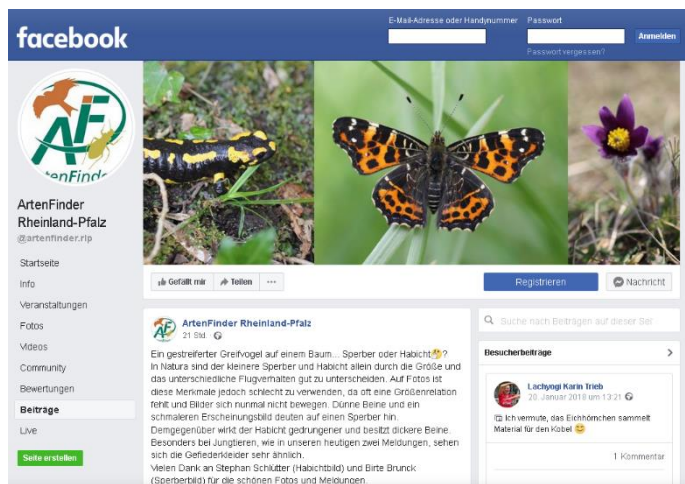 facebook
E-Mail-Adresse oder Handynummer
Passwort
Anmelden
Passwort vergessen?
AF
ArtenFinder
Rheinland-Pfalz
@artenfinder.rlp
Startseite
Info
Veranstaltungen
Fotos
Videos
Community
Bewertungen
Beiträge
Live
Seite erstellen
Gefällt mir
Teilen
Registrieren
Nachricht
ArtenFinder Rheinland-Pfalz
21 Std.
Ein gestreifter Greifvogel auf einem Baum... Sperber oder Habicht🤔?
In Natura sind der kleinere Sperber und Habicht allein durch die Größe und
das unterschiedliche Flugverhalten gut zu unterscheiden. Auf Fotos ist
diese Merkmale jedoch schlecht zu verwenden, da oft eine Größenrelation
fehlt und Bilder sich nunmal nicht bewegen. Dünne Beine und ein
schmaleren Erscheinungsbild deuten auf einen Sperber hin.
Demgegenüber wirkt der Habicht gedrungener und besitzt dickere Beine.
Besonders bei Jungtieren, wie in unseren heutigen zwei Meldungen, sehen
sich die Gefiederkleider sehr ähnlich.
Vielen Dank an Stephan Schlütter (Habichtbild) und Birte Brunck
(Sperberbild) für die schönen Fotos und Meldungen.
Suche nach Beiträgen auf dieser Sei
Besucherbeiträge
Lachyogi Karin Trieb
20. Januar 2018 um 13:21
Ich vermute, das Eichhörnchen sammelt
Material für den Kobel 😊
1 Kommentar